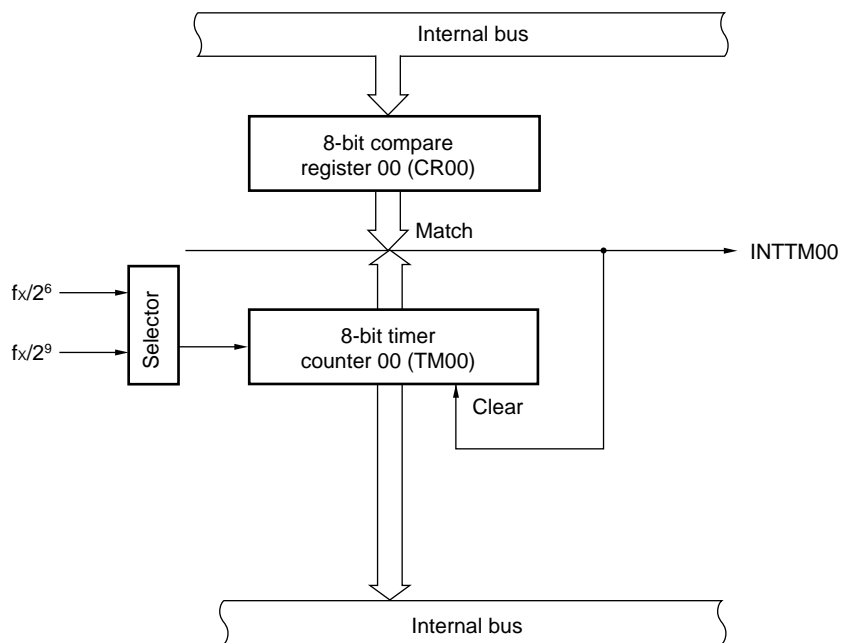 Internal bus
8-bit compare
register 00 (CR00)
Match
INTTM00
fx/2⁶
Selector
fx/2⁹
8-bit timer
counter 00 (TM00)
Clear
Internal bus